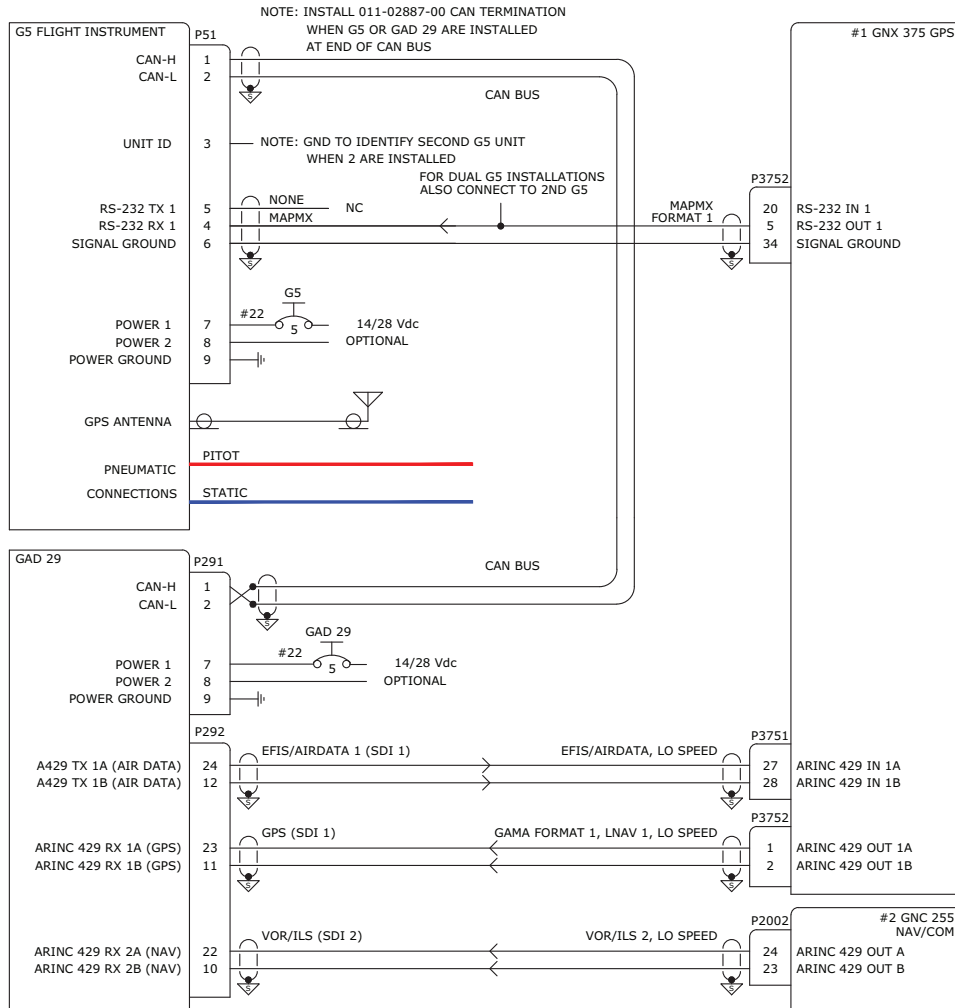 NOTE: INSTALL 011-02887-00 CAN TERMINATION
WHEN G5 OR GAD 29 ARE INSTALLED
AT END OF CAN BUS
G5 FLIGHT INSTRUMENT
P51
#1 GNX 375 GPS
CAN-H 1
CAN-L 2
S
CAN BUS
UNIT ID 3 NOTE: GND TO IDENTIFY SECOND G5 UNIT
WHEN 2 ARE INSTALLED
FOR DUAL G5 INSTALLATIONS
ALSO CONNECT TO 2ND G5
P3752
RS-232 TX 1 5 NONE NC MAPMX 20 RS-232 IN 1
RS-232 RX 1 4 MAPMX FORMAT 1 5 RS-232 OUT 1
SIGNAL GROUND 6 34 SIGNAL GROUND
S S
G5
POWER 1 7 #22 5 14/28 Vdc
POWER 2 8 OPTIONAL
POWER GROUND 9
GPS ANTENNA
PITOT
PNEUMATIC
CONNECTIONS STATIC
GAD 29
P291
CAN BUS
CAN-H 1
CAN-L 2
S
GAD 29
POWER 1 7 #22 5 14/28 Vdc
POWER 2 8 OPTIONAL
POWER GROUND 9
P292 P3751
EFIS/AIRDATA 1 (SDI 1) EFIS/AIRDATA, LO SPEED
A429 TX 1A (AIR DATA) 24 27 ARINC 429 IN 1A
A429 TX 1B (AIR DATA) 12 28 ARINC 429 IN 1B
S S
P3752
GPS (SDI 1) GAMA FORMAT 1, LNAV 1, LO SPEED
ARINC 429 RX 1A (GPS) 23 1 ARINC 429 OUT 1A
ARINC 429 RX 1B (GPS) 11 2 ARINC 429 OUT 1B
S S
P2002 #2 GNC 255
NAV/COM
VOR/ILS (SDI 2) VOR/ILS 2, LO SPEED
ARINC 429 RX 2A (NAV) 22 24 ARINC 429 OUT A
ARINC 429 RX 2B (NAV) 10 23 ARINC 429 OUT B
S S